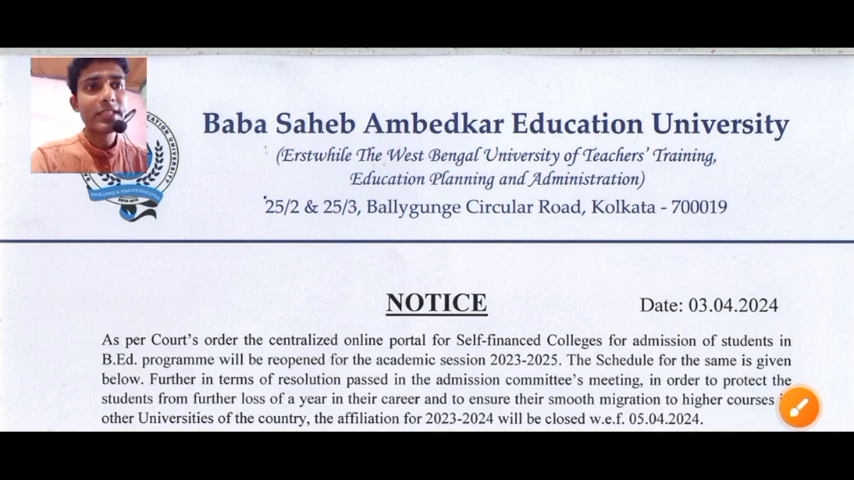 Baba Saheb Ambedkar Education University
(Erstwhile The West Bengal University of Teachers' Training,
Education Planning and Administration)
25/2 & 25/3, Ballygunge Circular Road, Kolkata - 700019
NOTICE
Date: 03.04.2024
As per Court's order the centralized online portal for Self-financed Colleges for admission of students in
B.Ed. programme will be reopened for the academic session 2023-2025. The Schedule for the same is given
below. Further in terms of resolution passed in the admission committee's meeting, in order to protect the
students from further loss of a year in their career and to ensure their smooth migration to higher courses
other Universities of the country, the affiliation for 2023-2024 will be closed w.e.f. 05.04.2024.